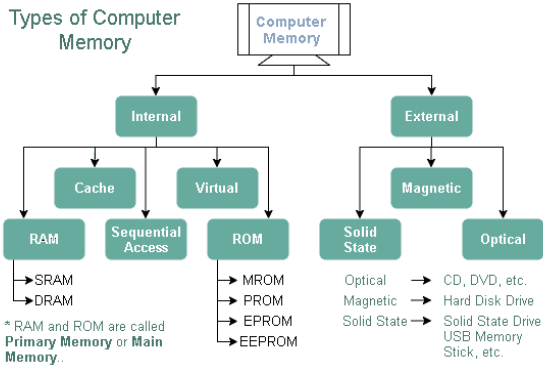 Types of Computer
Memory
Computer
Memory
Internal
External
Cache
Virtual
Magnetic
RAM
Sequential
Access
ROM
Solid
State
Optical
SRAM
DRAM
MROM
PROM
EPROM
EEPROM
Optical CD, DVD, etc.
Magnetic Hard Disk Drive
Solid State Solid State Drive
USB Memory
Stick, etc.
* RAM and ROM are called
Primary Memory or Main
Memory..